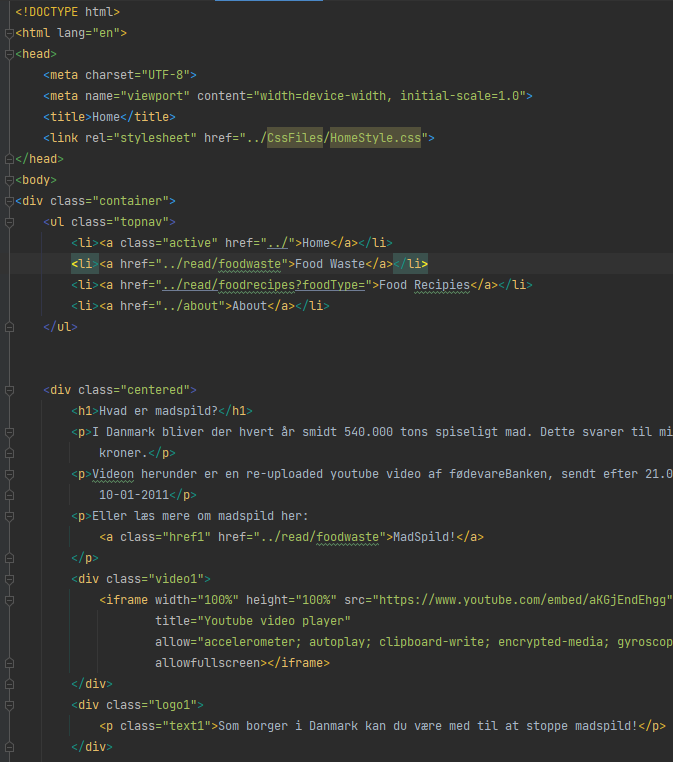 <!DOCTYPE html>
<html lang="en">
<head>
    <meta charset="UTF-8">
    <meta name="viewport" content="width=device-width, initial-scale=1.0">
    <title>Home</title>
    <link rel="stylesheet" href="../CssFiles/HomeStyle.css">
</head>
<body>
<div class="container">
    <ul class="topnav">
        <li><a class="active" href="../">Home</a></li>
        <li><a href="../read/foodwaste">Food Waste</a></li>
        <li><a href="../read/foodrecipes?foodType=">Food Recipies</a></li>
        <li><a href="../about">About</a></li>
    </ul>
    <div class="centered">
        <h1>Hvad er madspild?</h1>
        <p>I Danmark bliver der hvert år smidt 540.000 tons spiseligt mad. Dette svarer til mi
            kroner.</p>
        <p>Videon herunder er en re-uploaded youtube video af fødevareBanken, sendt efter 21.0
            10-01-2011</p>
        <p>Eller læs mere om madspild her:
            <a class="href1" href="../read/foodwaste">MadSpild!</a>
        </p>
        <div class="video1">
            <iframe width="100%" height="100%" src="https://www.youtube.com/embed/aKGjEndEhgg"
                    title="Youtube video player"
                    allow="accelerometer; autoplay; clipboard-write; encrypted-media; gyroscop
                    allowfullscreen></iframe>
        </div>
        <div class="logo1">
            <p class="text1">Som borger i Danmark kan du være med til at stoppe madspild!</p>
        </div>